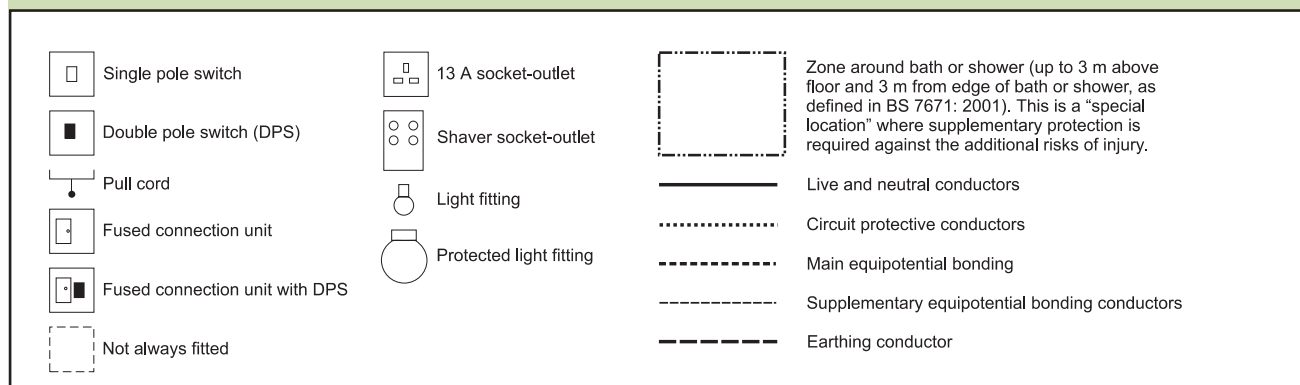 Single pole switch
Double pole switch (DPS)
Pull cord
Fused connection unit
Fused connection unit with DPS
Not always fitted
13 A socket-outlet
Shaver socket-outlet
Light fitting
Protected light fitting
Zone around bath or shower (up to 3 m above
floor and 3 m from edge of bath or shower, as
defined in BS 7671: 2001). This is a “special
location” where supplementary protection is
required against the additional risks of injury.
Live and neutral conductors
Circuit protective conductors
Main equipotential bonding
Supplementary equipotential bonding conductors
Earthing conductor